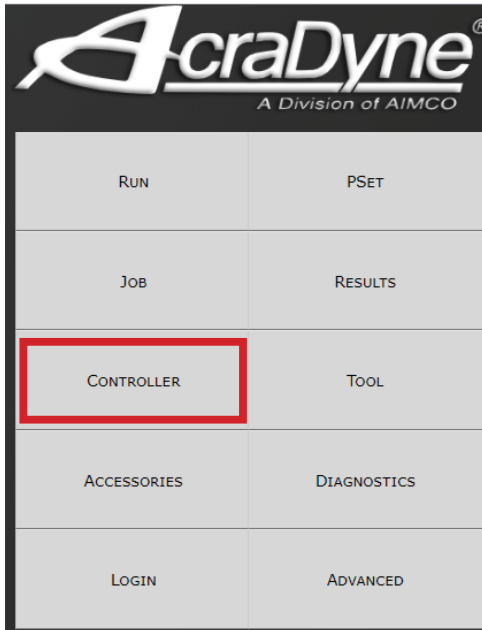 AcraDyne®
A Division of AIMCO
RUN PSET
JOB RESULTS
CONTROLLER TOOL
ACCESSORIES DIAGNOSTICS
LOGIN ADVANCED